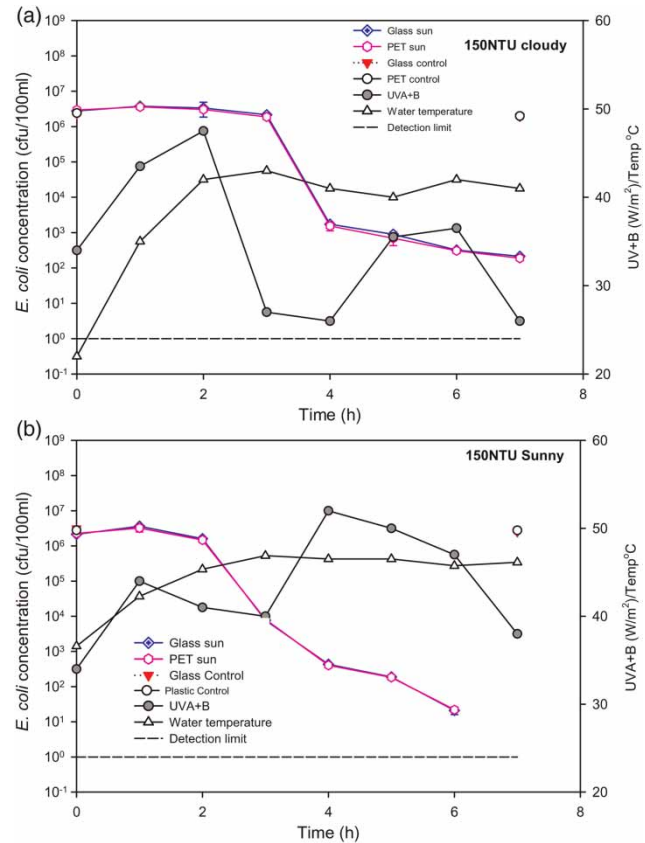 (a)
150NTU cloudy
Glass sun
PET sun
Glass control
PET control
UVA+B
Water temperature
Detection limit
E. coli concentration (cfu/100ml)
10⁹
10⁸
10⁷
10⁶
10⁵
10⁴
10³
10²
10¹
10⁰
10⁻¹
60
50
40
30
20
UV+B (W/m²)/Temp°C
0 2 4 6 8
Time (h)
(b)
150NTU Sunny
E. coli concentration (cfu/100ml)
10⁹
10⁸
10⁷
10⁶
10⁵
10⁴
10³
10²
10¹
10⁰
10⁻¹
Glass sun
PET sun
Glass Control
Plastic Control
UVA+B
Water temperature
Detection limit
60
50
40
30
20
UVA+B (W/m²)/Temp°C
0 2 4 6 8
Time (h)